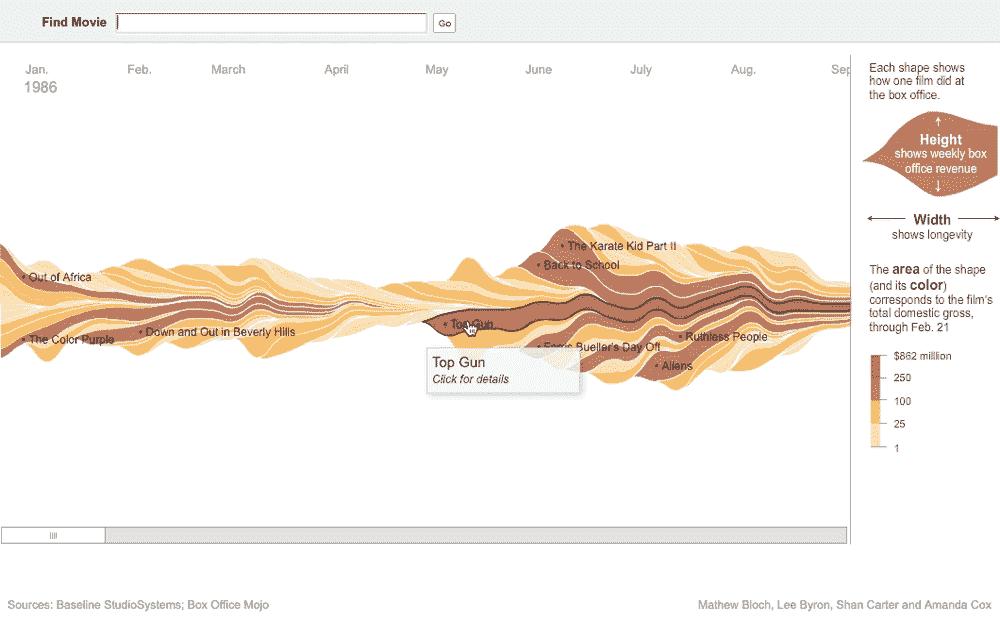 Find Movie
Go
Jan. Feb. March April May June July Aug. Sep
1986
Each shape shows
how one film did at
the box office.
Height
shows weekly box
office revenue
Width
shows longevity
The area of the shape
(and its color)
corresponds to the film's
total domestic gross,
through Feb. 21
$862 million
250
100
25
1
The Karate Kid Part II
Back to School
Out of Africa
Top Gun
Down and Out in Beverly Hills
The Color Purple
Ruthless People
Ferris Bueller's Day Off
Aliens
Top Gun
Click for details
Sources: Baseline StudioSystems; Box Office Mojo
Mathew Bloch, Lee Byron, Shan Carter and Amanda Cox